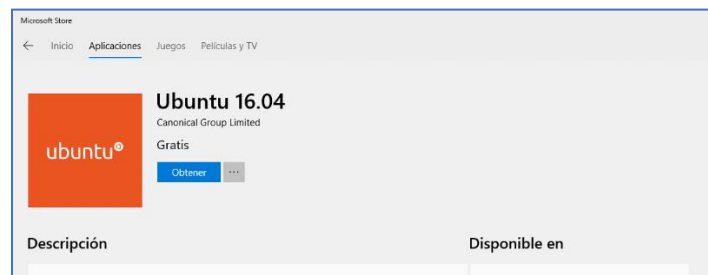 Microsoft Store
← Inicio Aplicaciones Juegos Películas y TV
Ubuntu 16.04
Canonical Group Limited
ubuntu®
Gratis
Obtener ...
Descripción Disponible en